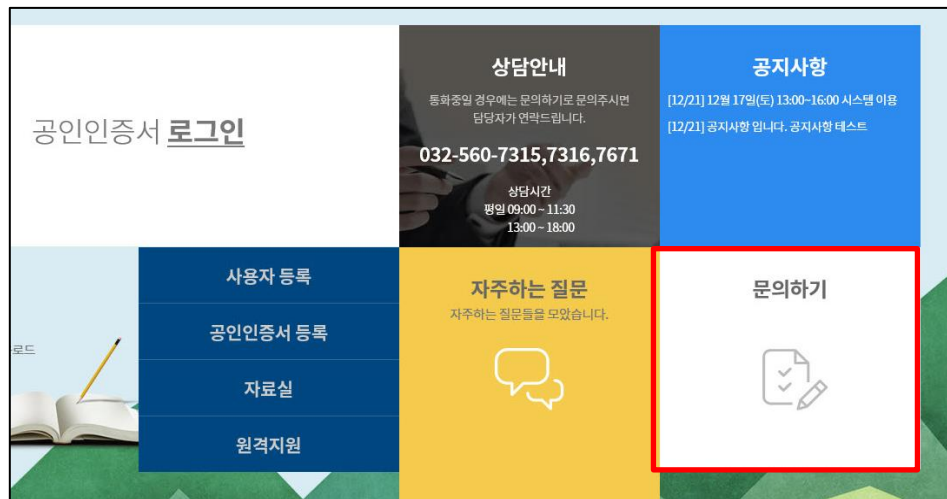 공인인증서 로그인
상담안내
통화중일 경우에는 문의하기로 문의주시면
담당자가 연락드립니다.
032-560-7315,7316,7671
상담시간
평일 09:00 ~ 11:30
13:00 ~ 18:00
공지사항
[12/21] 12월 17일(토) 13:00~16:00 시스템 이용
[12/21] 공지사항 입니다. 공지사항 테스트
로드
사용자 등록
공인인증서 등록
자료실
원격지원
자주하는 질문
자주하는 질문들을 모았습니다.
문의하기